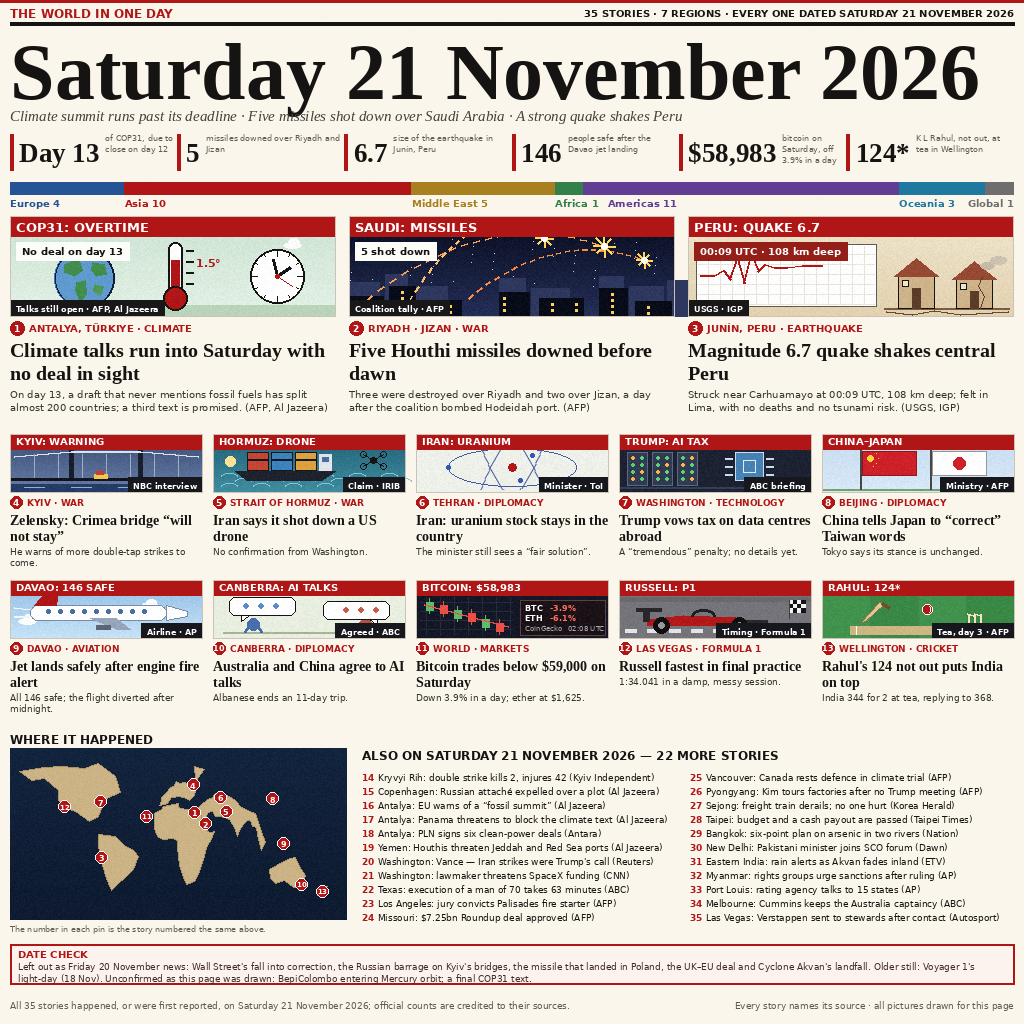 THE WORLD IN ONE DAY
35 STORIES · 7 REGIONS · EVERY ONE DATED SATURDAY 21 NOVEMBER 2026
Saturday 21 November 2026
Climate summit runs past its deadline · Five missiles shot down over Saudi Arabia · A strong quake shakes Peru
Day 13
of COP31, due to
close on day 12
5
missiles downed over Riyadh and
Jizan
6.7
size of the earthquake in
Junin, Peru
146
people safe after the
Davao jet landing
$58,983
bitcoin on
Saturday, off
3.9% in a day
124*
K L Rahul, not out, at
tea in Wellington
Europe 4
Asia 10
Middle East 5
Africa 1
Americas 11
Oceania 3
Global 1
COP31: OVERTIME
No deal on day 13
1.5°
Talks still open · AFP, Al Jazeera
1 ANTALYA, TÜRKIYE · CLIMATE
Climate talks run into Saturday with
no deal in sight
On day 13, a draft that never mentions fossil fuels has split
almost 200 countries; a third text is promised. (AFP, Al Jazeera)
SAUDI: MISSILES
5 shot down
Coalition tally · AFP
2 RIYADH · JIZAN · WAR
Five Houthi missiles downed before
dawn
Three were destroyed over Riyadh and two over Jizan, a day
after the coalition bombed Hodeidah port. (AFP)
PERU: QUAKE 6.7
00:09 UTC · 108 km deep
USGS · IGP
3 JUNÍN, PERU · EARTHQUAKE
Magnitude 6.7 quake shakes central
Peru
Struck near Carhuamayo at 00:09 UTC, 108 km deep; felt in
Lima, with no deaths and no tsunami risk. (USGS, IGP)
KYIV: WARNING
NBC interview
4 KYIV · WAR
Zelensky: Crimea bridge “will
not stay”
He warns of more double-tap strikes to
come.
HORMUZ: DRONE
Claim · IRIB
5 STRAIT OF HORMUZ · WAR
Iran says it shot down a US
drone
No confirmation from Washington.
IRAN: URANIUM
Minister · ToI
6 TEHRAN · DIPLOMACY
Iran: uranium stock stays in the
country
The minister still sees a “fair solution”.
TRUMP: AI TAX
ABC briefing
7 WASHINGTON · TECHNOLOGY
Trump vows tax on data centres
abroad
A “tremendous” penalty; no details yet.
CHINA–JAPAN
Ministry · AFP
8 BEIJING · DIPLOMACY
China tells Japan to “correct”
Taiwan words
Tokyo says its stance is unchanged.
DAVAO: 146 SAFE
Airline · AP
9 DAVAO · AVIATION
Jet lands safely after engine fire
alert
All 146 safe; the flight diverted after
midnight.
CANBERRA: AI TALKS
Agreed · ABC
10 CANBERRA · DIPLOMACY
Australia and China agree to AI
talks
Albanese ends an 11-day trip.
BITCOIN: $58,983
BTC -3.9%
ETH -6.1%
CoinGecko 02:08 UTC
11 WORLD · MARKETS
Bitcoin trades below $59,000 on
Saturday
Down 3.9% in a day; ether at $1,625.
RUSSELL: P1
Timing · Formula 1
12 LAS VEGAS · FORMULA 1
Russell fastest in final practice
1:34.041 in a damp, messy session.
RAHUL: 124*
Tea, day 3 · AFP
13 WELLINGTON · CRICKET
Rahul's 124 not out puts India
on top
India 344 for 2 at tea, replying to 368.
WHERE IT HAPPENED
12
7
3
11
4
1
2
6
5
8
9
10
13
The number in each pin is the story numbered the same above.
ALSO ON SATURDAY 21 NOVEMBER 2026 — 22 MORE STORIES
14 Kryvyi Rih: double strike kills 2, injures 42 (Kyiv Independent)
15 Copenhagen: Russian attaché expelled over a plot (Al Jazeera)
16 Antalya: EU warns of a “fossil summit” (Al Jazeera)
17 Antalya: Panama threatens to block the climate text (Al Jazeera)
18 Antalya: PLN signs six clean-power deals (Antara)
19 Yemen: Houthis threaten Jeddah and Red Sea ports (Al Jazeera)
20 Washington: Vance — Iran strikes were Trump's call (Reuters)
21 Washington: lawmaker threatens SpaceX funding (CNN)
22 Texas: execution of a man of 70 takes 63 minutes (ABC)
23 Los Angeles: jury convicts Palisades fire starter (AFP)
24 Missouri: $7.25bn Roundup deal approved (AFP)
25 Vancouver: Canada rests defence in climate trial (AFP)
26 Pyongyang: Kim tours factories after no Trump meeting (AFP)
27 Sejong: freight train derails; no one hurt (Korea Herald)
28 Taipei: budget and a cash payout are passed (Taipei Times)
29 Bangkok: six-point plan on arsenic in two rivers (Nation)
30 New Delhi: Pakistani minister joins SCO forum (Dawn)
31 Eastern India: rain alerts as Akvan fades inland (ETV)
32 Myanmar: rights groups urge sanctions after ruling (AP)
33 Port Louis: rating agency talks to 15 states (AP)
34 Melbourne: Cummins keeps the Australia captaincy (ABC)
35 Las Vegas: Verstappen sent to stewards after contact (Autosport)
DATE CHECK
Left out as Friday 20 November news: Wall Street's fall into correction, the Russian barrage on Kyiv's bridges, the missile that landed in Poland, the UK–EU deal and Cyclone Akvan's landfall. Older still: Voyager 1's
light-day (18 Nov). Unconfirmed as this page was drawn: BepiColombo entering Mercury orbit; a final COP31 text.
All 35 stories happened, or were first reported, on Saturday 21 November 2026; official counts are credited to their sources.
Every story names its source · all pictures drawn for this page